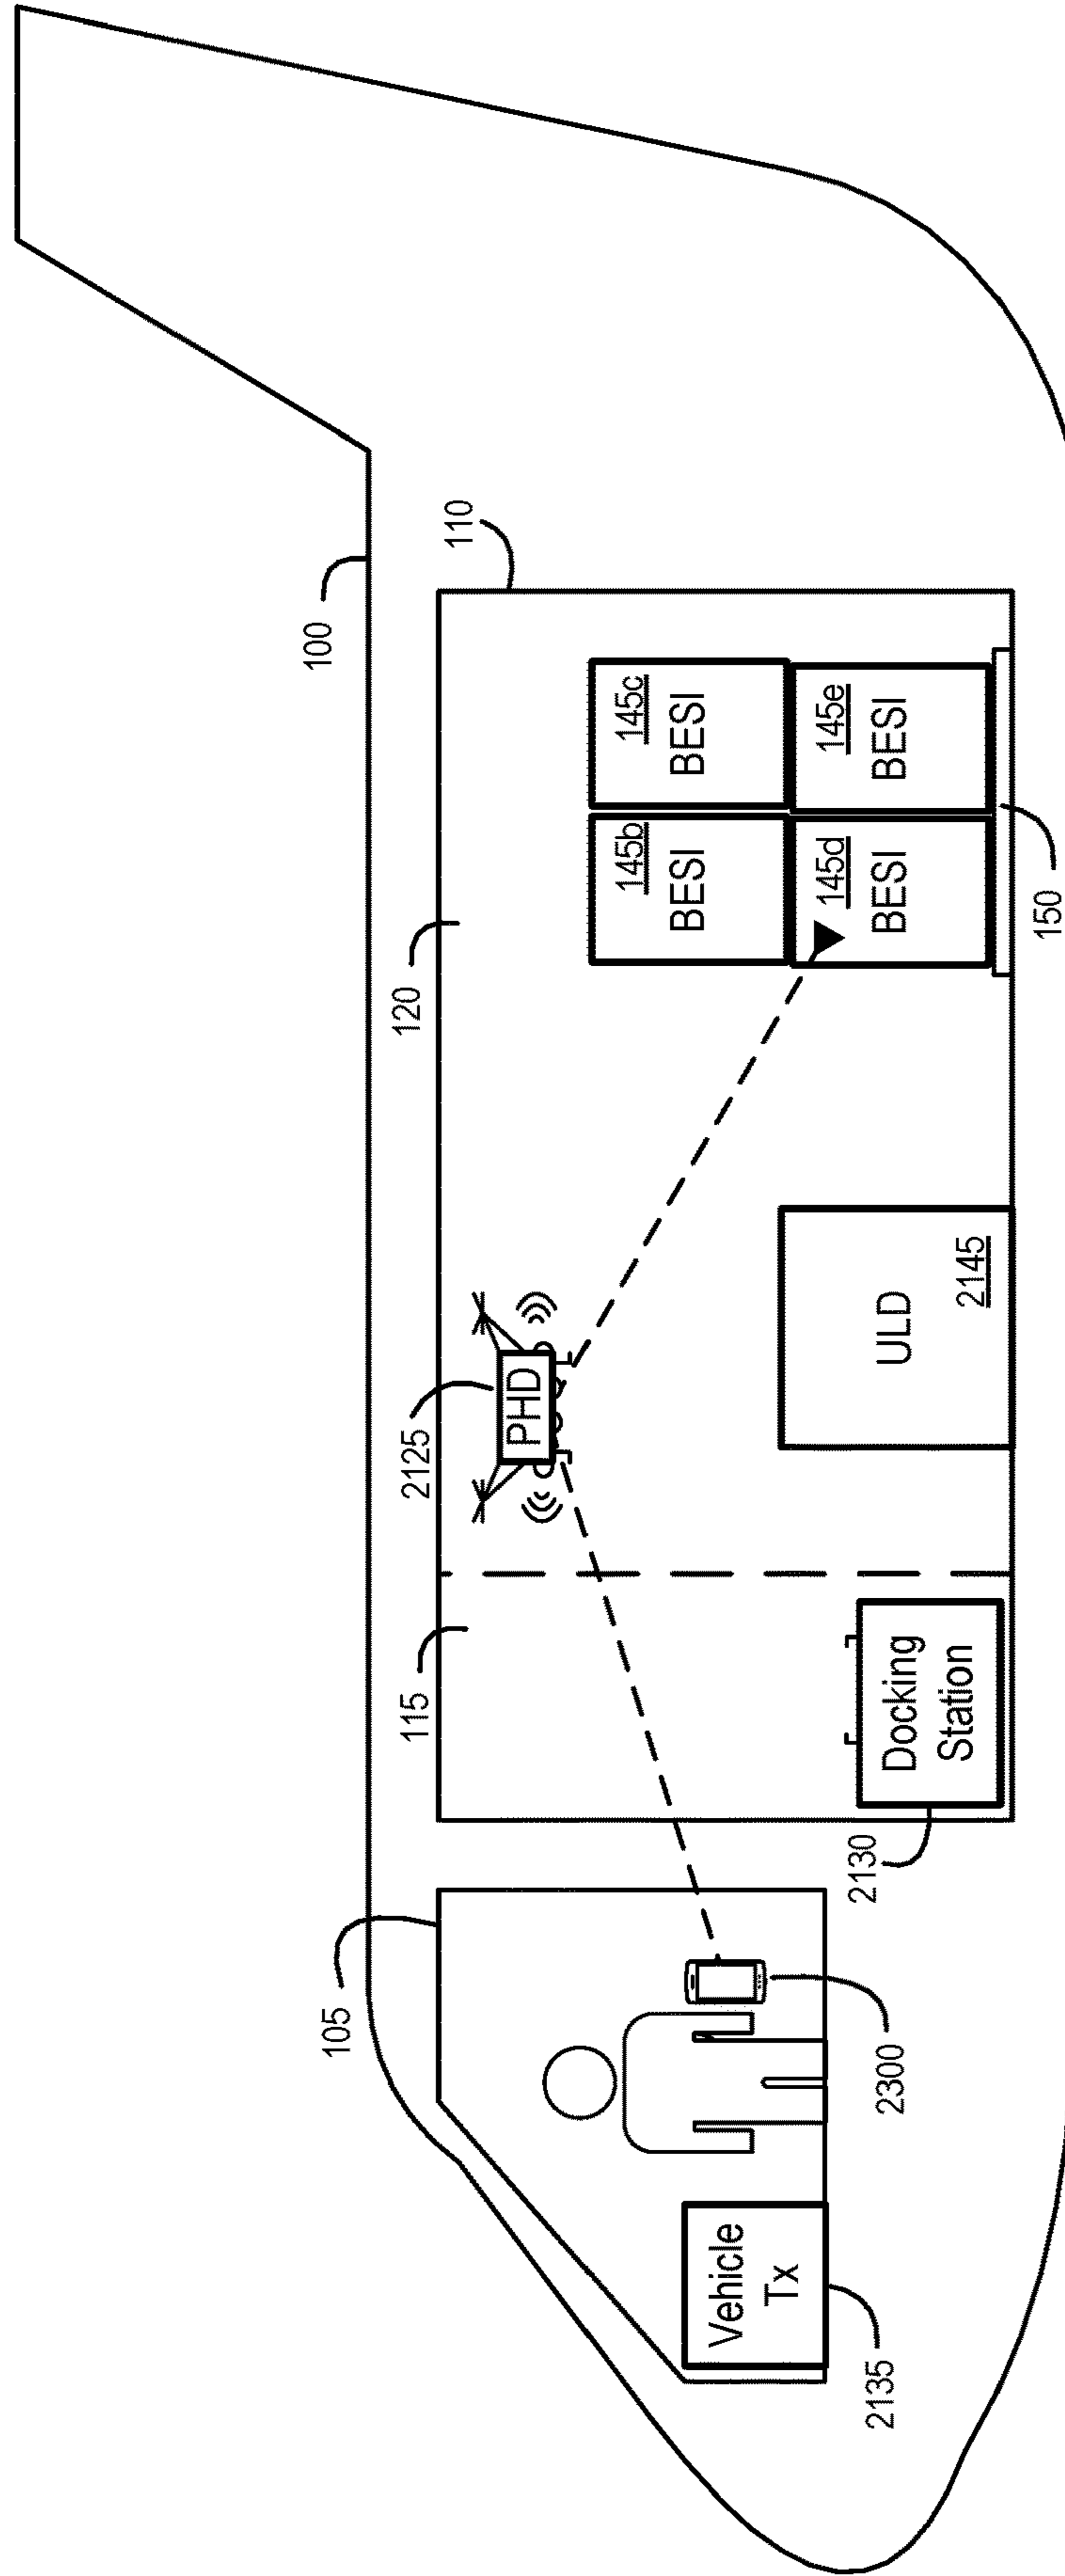 100
110
120
115
105
2125
PHD
145b
BESI
145c
BESI
145d
BESI
145e
BESI
150
ULD
2145
Docking
Station
2130
2300
Vehicle
Tx
2135